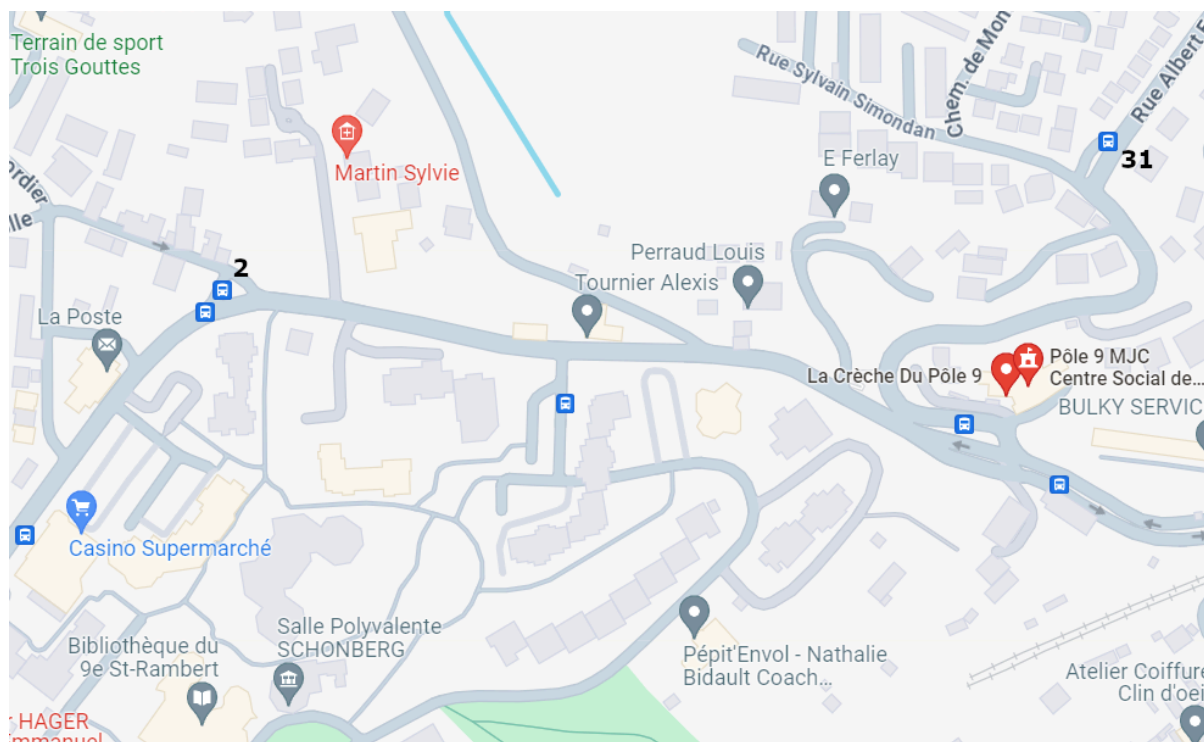 Terrain de sport
Trois Gouttes
Martin Sylvie
Rue Sylvain Simondan
Chem. de Mon
Rue Albert
31
E Ferlay
2
Perraud Louis
Tournier Alexis
La Poste
La Crèche Du Pôle 9
Pôle 9 MJC
Centre Social de...
BULKY SERVIC
Casino Supermarché
Salle Polyvalente
SCHONBERG
Bibliothèque du
9e St-Rambert
Pépit'Envol - Nathalie
Bidault Coach...
Atelier Coiffure
Clin d'oei
HAGER